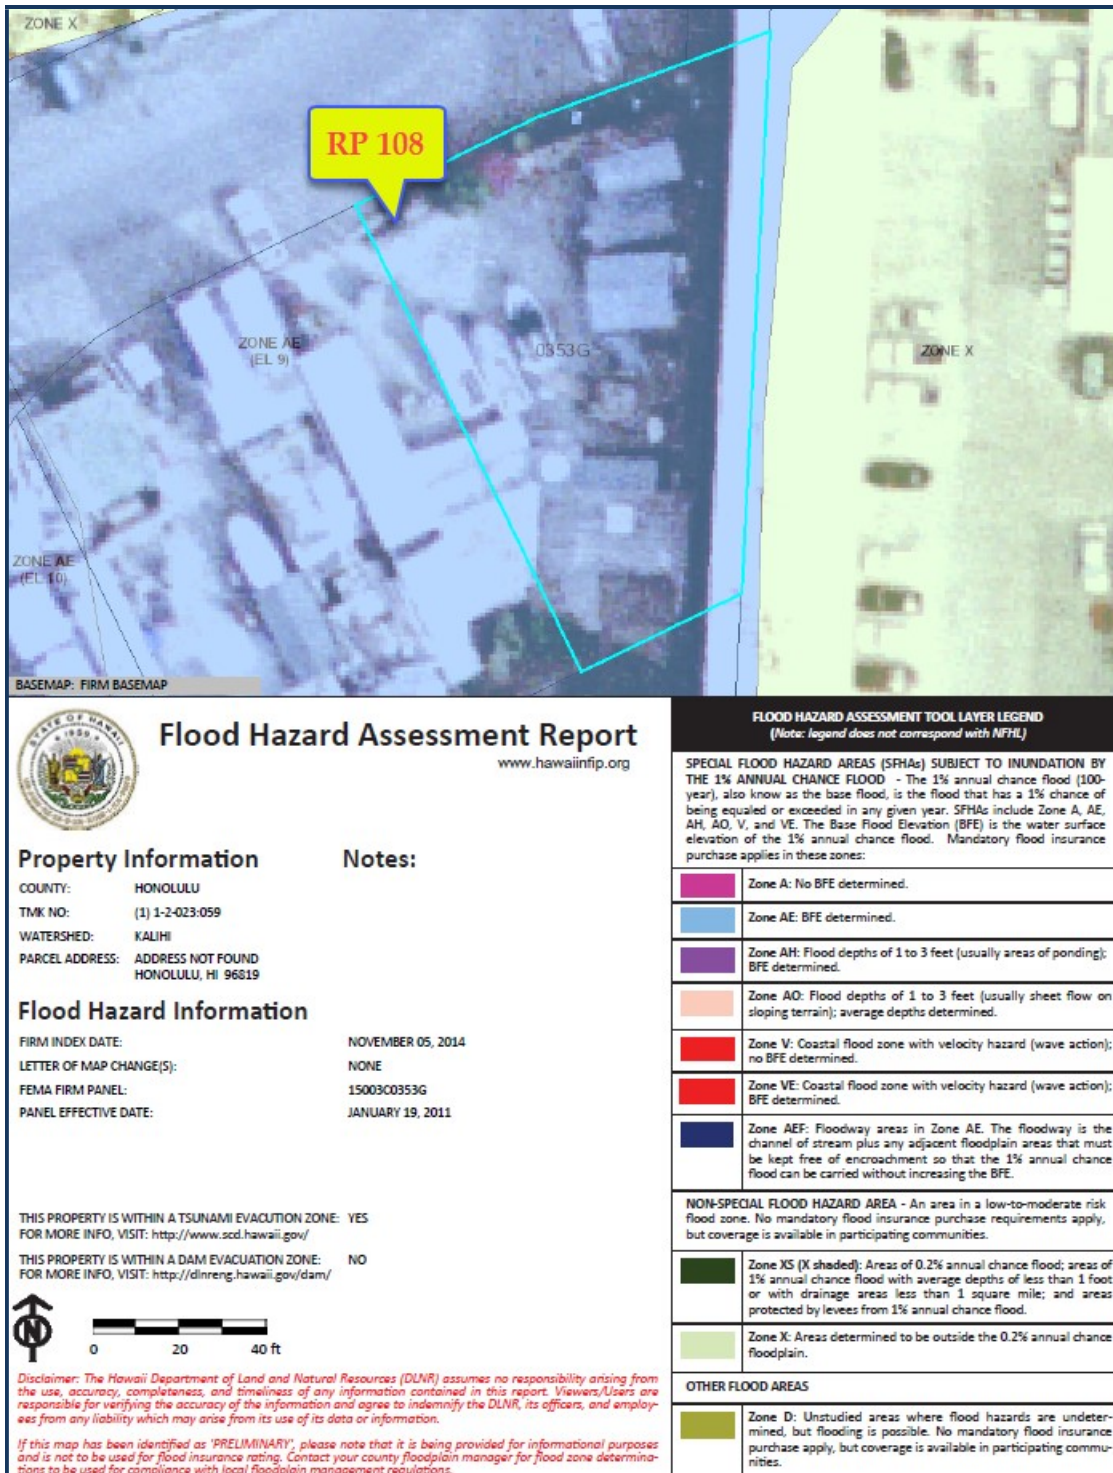 ZONE X
RP 108
ZONE AE
(EL 9)
0353G
ZONE X
ZONE AE
(EL 10)
BASEMAP: FIRM BASEMAP
STATE OF HAWAII
1959
Flood Hazard Assessment Report
www.hawaiinfip.org
Property Information
Notes:
COUNTY: HONOLULU
TMK NO: (1) 1-2-023:059
WATERSHED: KALIHI
PARCEL ADDRESS: ADDRESS NOT FOUND
HONOLULU, HI 96819
Flood Hazard Information
FIRM INDEX DATE: NOVEMBER 05, 2014
LETTER OF MAP CHANGE(S): NONE
FEMA FIRM PANEL: 15003C0353G
PANEL EFFECTIVE DATE: JANUARY 19, 2011
THIS PROPERTY IS WITHIN A TSUNAMI EVACUTION ZONE: YES
FOR MORE INFO, VISIT: http://www.scd.hawaii.gov/
THIS PROPERTY IS WITHIN A DAM EVACUATION ZONE: NO
FOR MORE INFO, VISIT: http://dlnreng.hawaii.gov/dam/
N
0 20 40 ft
Disclaimer: The Hawaii Department of Land and Natural Resources (DLNR) assumes no responsibility arising from
the use, accuracy, completeness, and timeliness of any information contained in this report. Viewers/Users are
responsible for verifying the accuracy of the information and agree to indemnify the DLNR, its officers, and employ-
ees from any liability which may arise from its use of its data or information.
If this map has been identified as 'PRELIMINARY', please note that it is being provided for informational purposes
and is not to be used for flood insurance rating. Contact your county floodplain manager for flood zone determina-
tions to be used for compliance with local floodplain management regulations.
FLOOD HAZARD ASSESSMENT TOOL LAYER LEGEND
(Note: legend does not correspond with NFHL)
SPECIAL FLOOD HAZARD AREAS (SFHAs) SUBJECT TO INUNDATION BY
THE 1% ANNUAL CHANCE FLOOD - The 1% annual chance flood (100-
year), also know as the base flood, is the flood that has a 1% chance of
being equaled or exceeded in any given year. SFHAs include Zone A, AE,
AH, AO, V, and VE. The Base Flood Elevation (BFE) is the water surface
elevation of the 1% annual chance flood. Mandatory flood insurance
purchase applies in these zones:
Zone A: No BFE determined.
Zone AE: BFE determined.
Zone AH: Flood depths of 1 to 3 feet (usually areas of ponding);
BFE determined.
Zone AO: Flood depths of 1 to 3 feet (usually sheet flow on
sloping terrain); average depths determined.
Zone V: Coastal flood zone with velocity hazard (wave action);
no BFE determined.
Zone VE: Coastal flood zone with velocity hazard (wave action);
BFE determined.
Zone AEF: Floodway areas in Zone AE. The floodway is the
channel of stream plus any adjacent floodplain areas that must
be kept free of encroachment so that the 1% annual chance
flood can be carried without increasing the BFE.
NON-SPECIAL FLOOD HAZARD AREA - An area in a low-to-moderate risk
flood zone. No mandatory flood insurance purchase requirements apply,
but coverage is available in participating communities.
Zone XS (X shaded): Areas of 0.2% annual chance flood; areas of
1% annual chance flood with average depths of less than 1 foot
or with drainage areas less than 1 square mile; and areas
protected by levees from 1% annual chance flood.
Zone X: Areas determined to be outside the 0.2% annual chance
floodplain.
OTHER FLOOD AREAS
Zone D: Unstudied areas where flood hazards are undeter-
mined, but flooding is possible. No mandatory flood insurance
purchase apply, but coverage is available in participating commu-
nities.